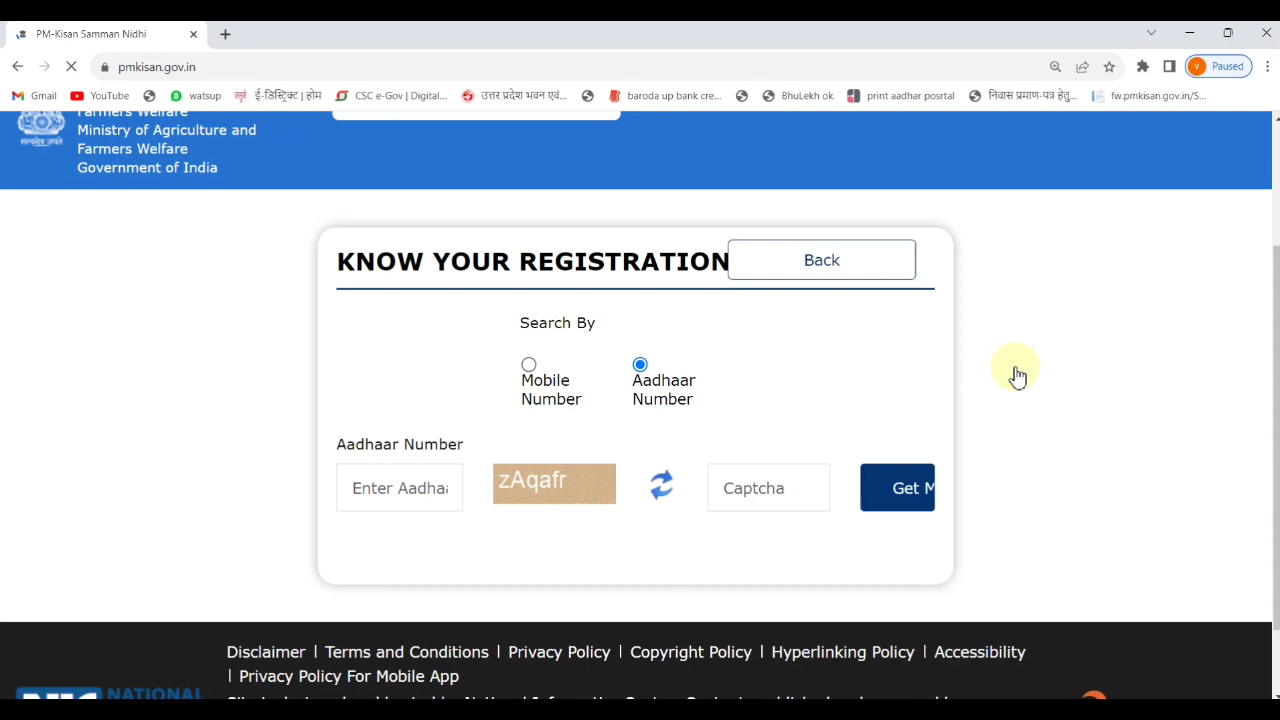 PM-Kisan Samman Nidhi
pmkisan.gov.in
V Paused
Gmail YouTube watsup ई-डिस्ट्रिक्ट | होम CSC e-Gov | Digital... उत्तर प्रदेश भवन एवं... baroda up bank cre... BhuLekh ok print aadhar posrtal निवास प्रमाण-पत्र हेतु... fw.pmkisan.gov.in/S...
Farmers Welfare
Ministry of Agriculture and
Farmers Welfare
Government of India
KNOW YOUR REGISTRATION
Back
Search By
Mobile
Number
Aadhaar
Number
Aadhaar Number
Enter Aadha
zAqafr
Captcha
Get M
Disclaimer | Terms and Conditions | Privacy Policy | Copyright Policy | Hyperlinking Policy | Accessibility
| Privacy Policy For Mobile App
NATIONAL